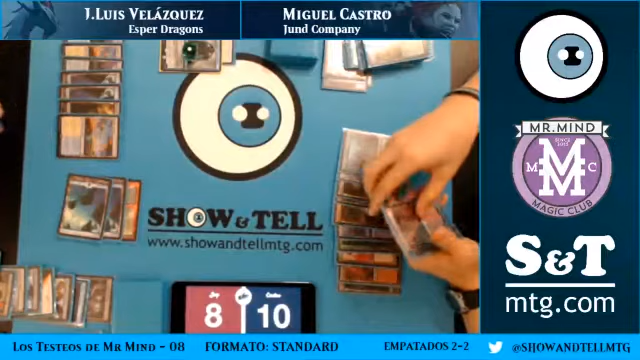 J.Luis Velázquez
Esper Dragons
Miguel Castro
Jund Company
SHOW & TELL
www.showandtellmtg.com
8
10
MR.MIND
SINCE
M M C
MAGIC CLUB
S&T
mtg.com
Los Testeos de Mr Mind - 08
FORMATO: STANDARD
EMPATADOS 2-2
@SHOWANDTELLMTG